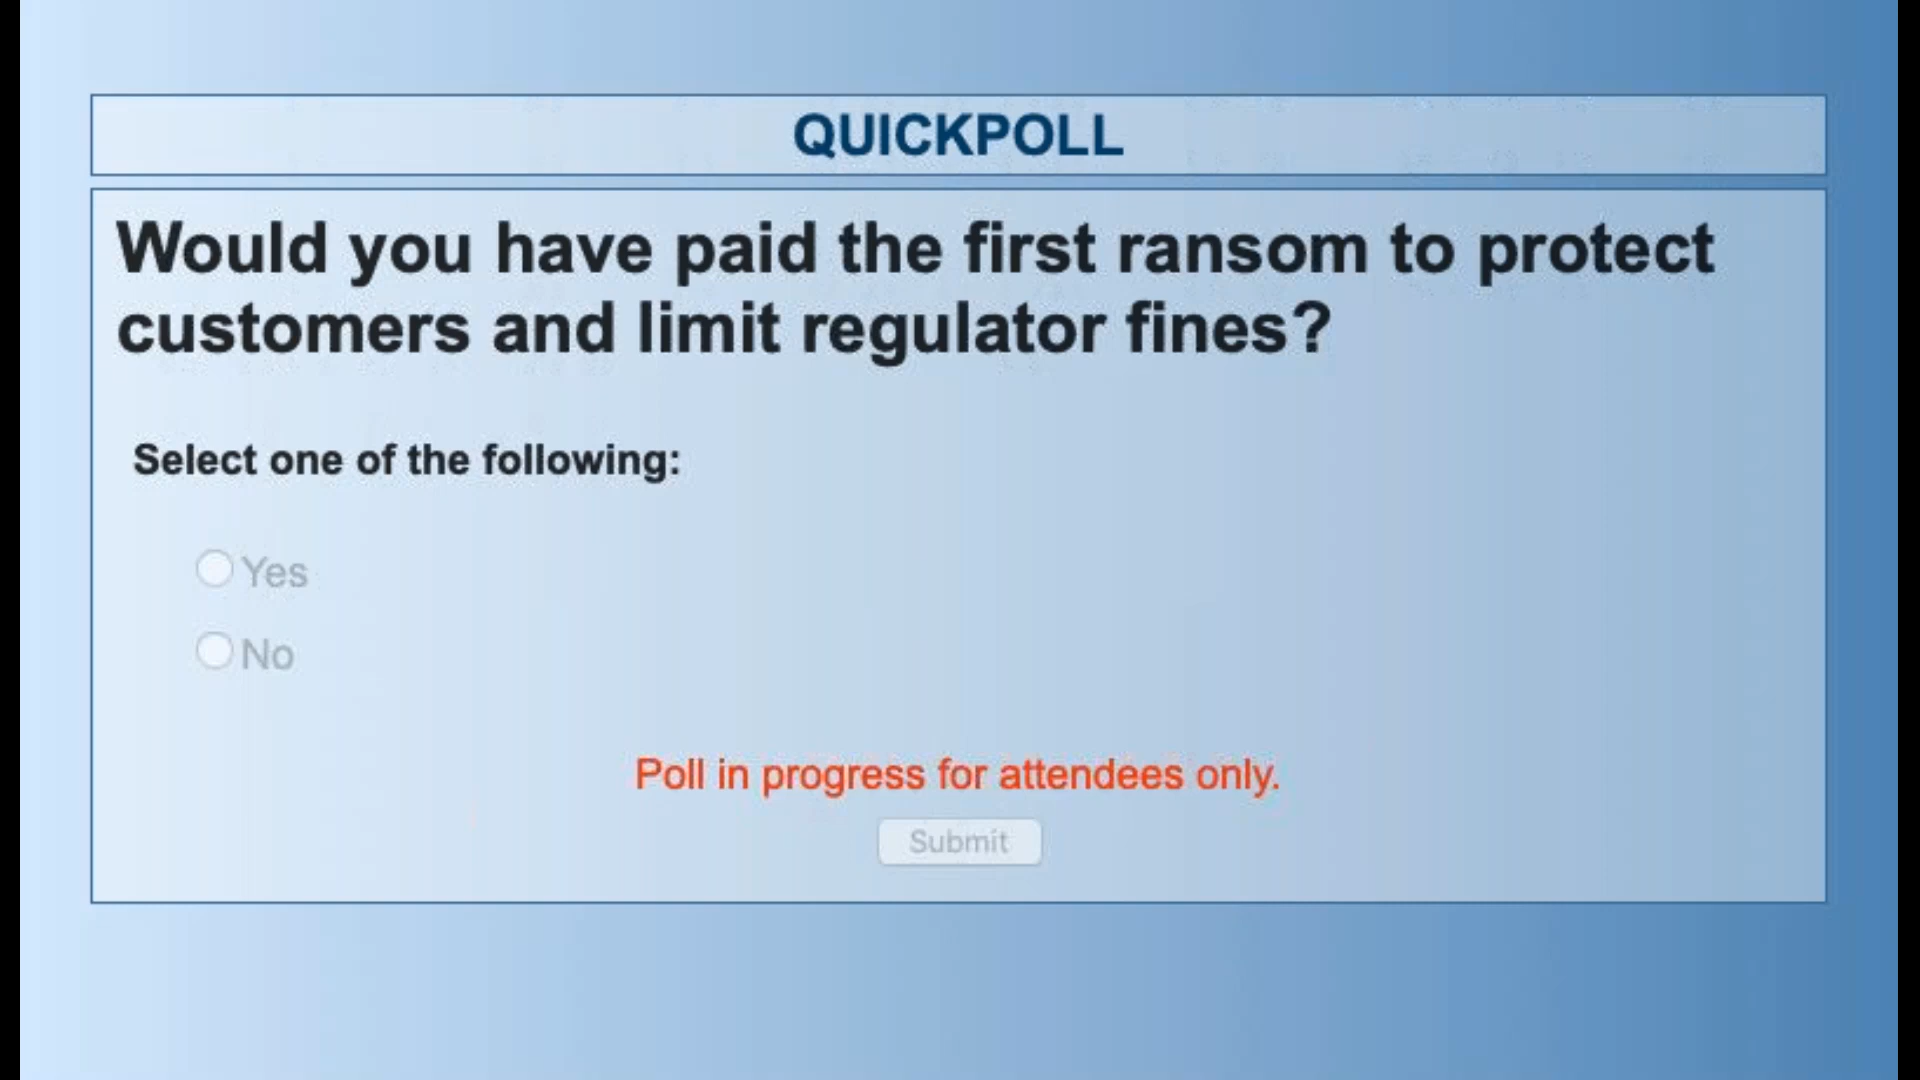 QUICKPOLL
Would you have paid the first ransom to protect
customers and limit regulator fines?
Select one of the following:
Yes
No
Poll in progress for attendees only.
Submit